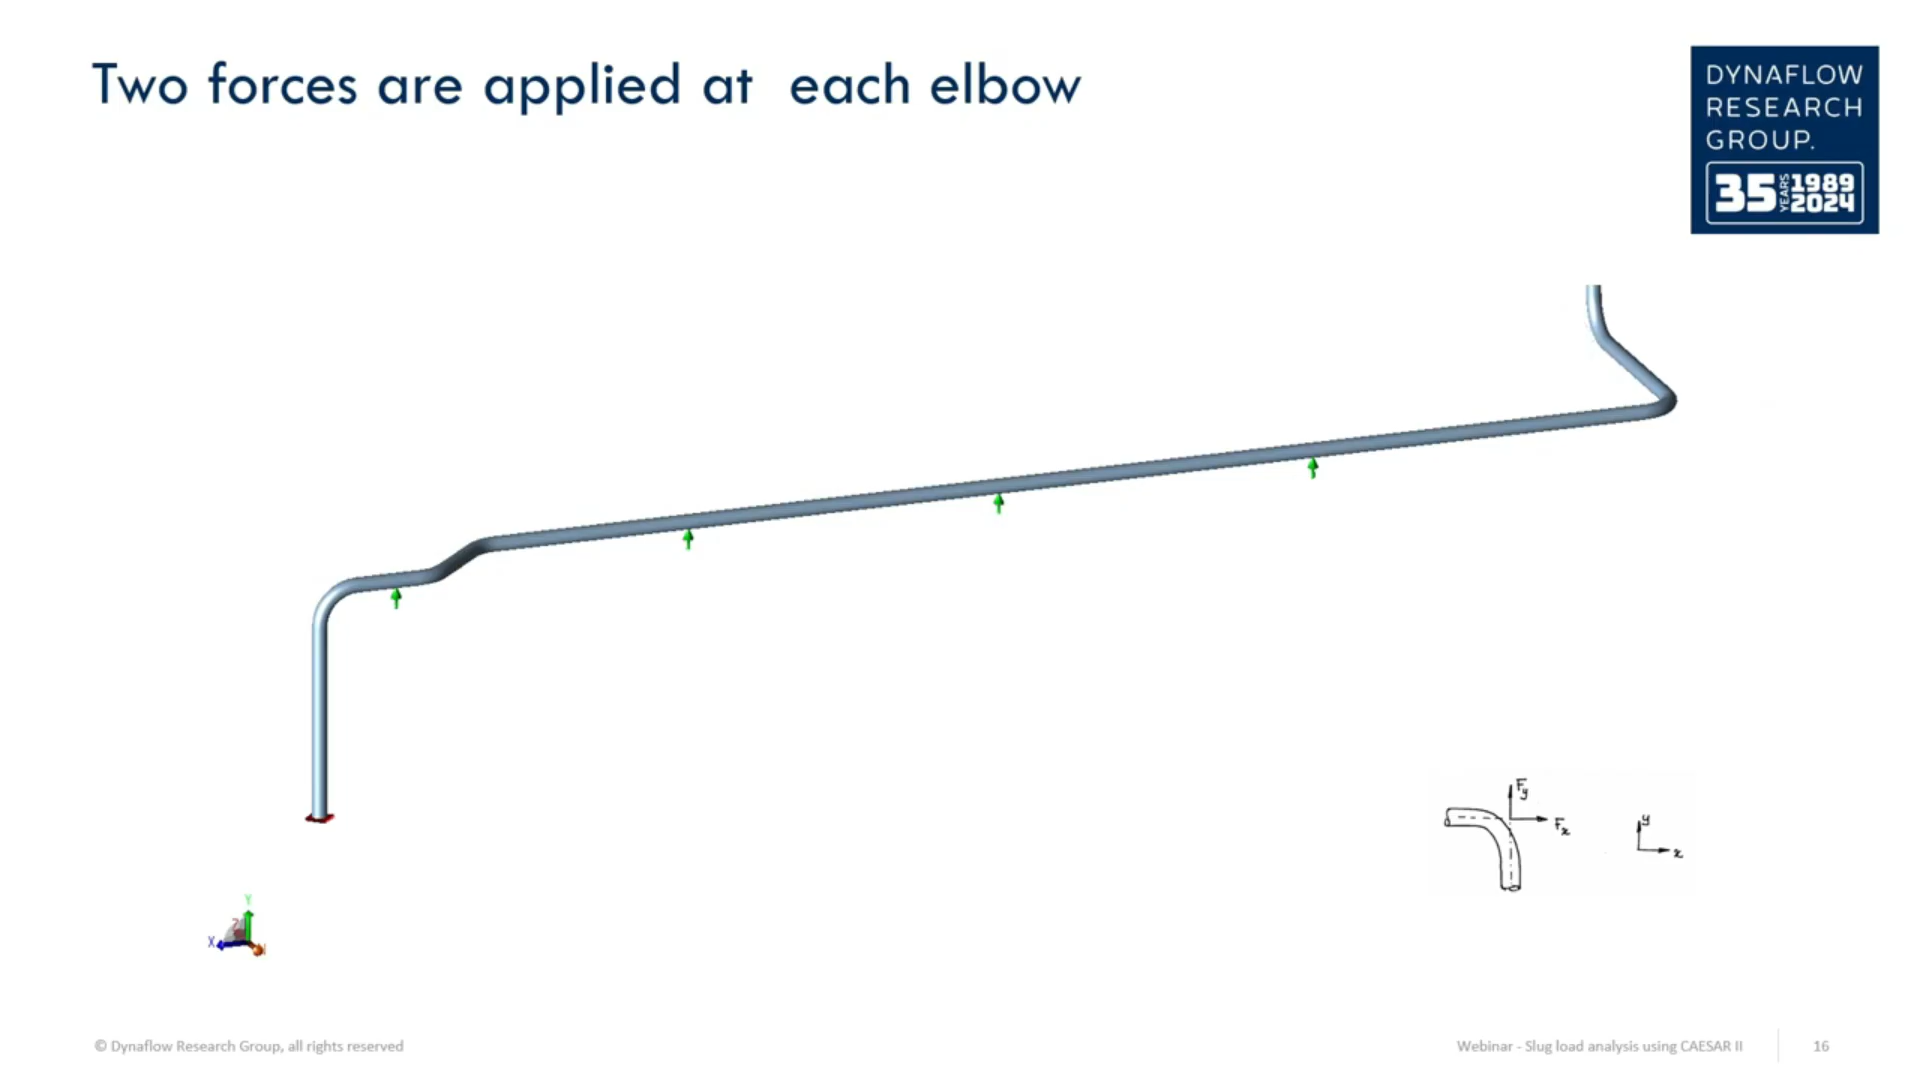 Two forces are applied at each elbow
DYNAFLOW
RESEARCH
GROUP.
35 YEARS 1989 2024
Fy
Fx
y
x
Y
X
Z
© Dynaflow Research Group, all rights reserved
Webinar - Slug load analysis using CAESAR II
16